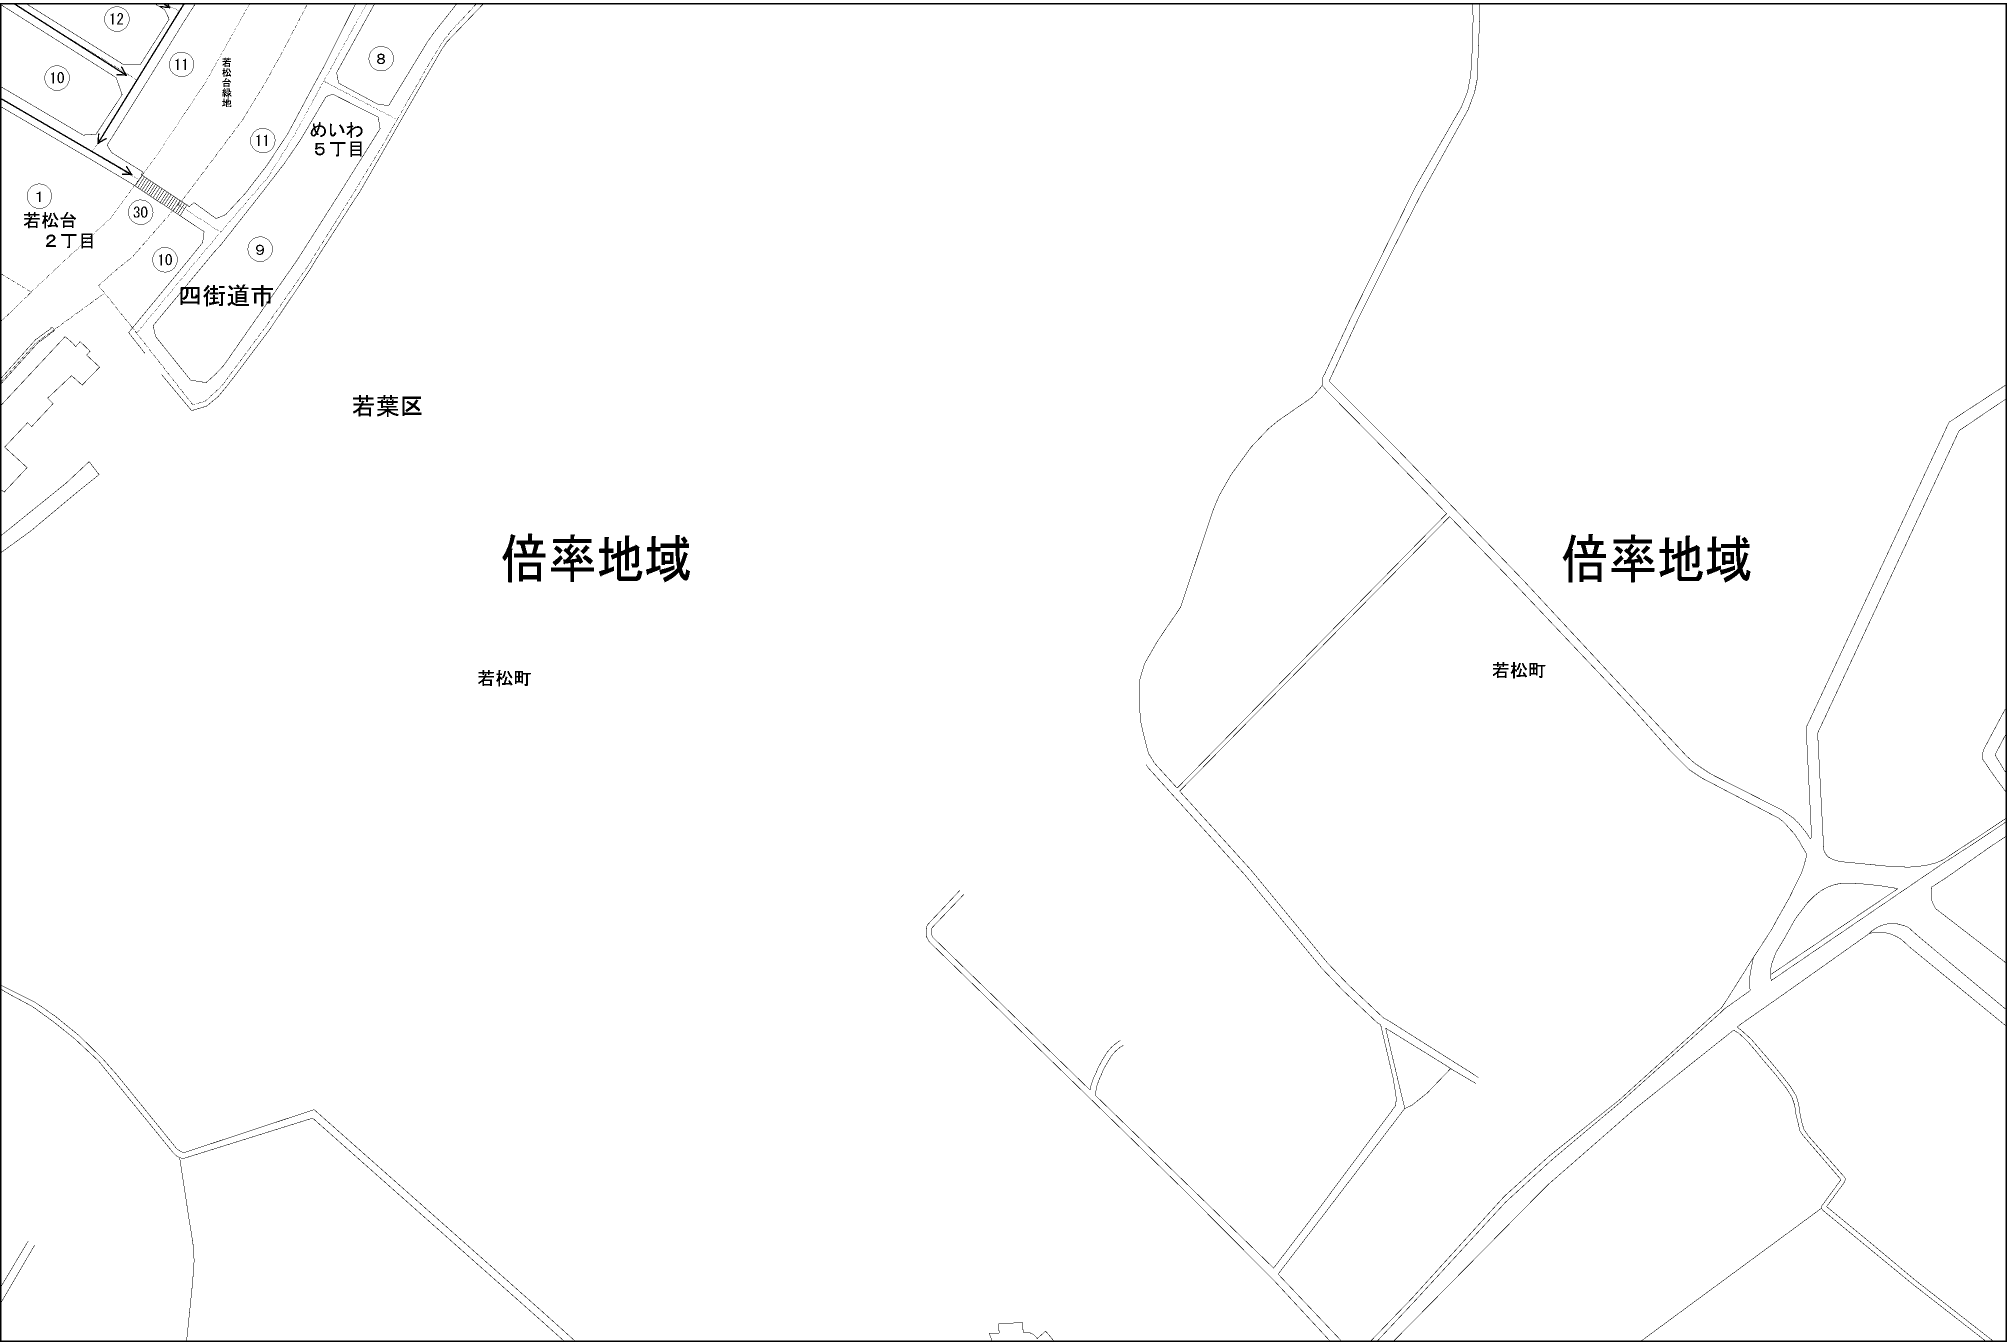 12
8
11
10
若松台緑地
めいわ
５丁目
11
1
30
若松台
２丁目
9
10
四街道市
若葉区
倍率地域
倍率地域
若松町
若松町